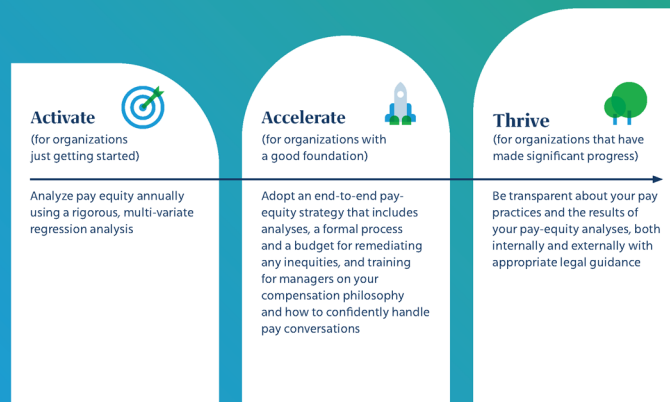 Activate
(for organizations
just getting started)
Analyze pay equity annually
using a rigorous, multi-variate
regression analysis
Accelerate
(for organizations with
a good foundation)
Adopt an end-to-end pay-
equity strategy that includes
analyses, a formal process
and a budget for remediating
any inequities, and training
for managers on your
compensation philosophy
and how to confidently handle
pay conversations
Thrive
(for organizations that have
made significant progress)
Be transparent about your pay
practices and the results of
your pay-equity analyses, both
internally and externally with
appropriate legal guidance